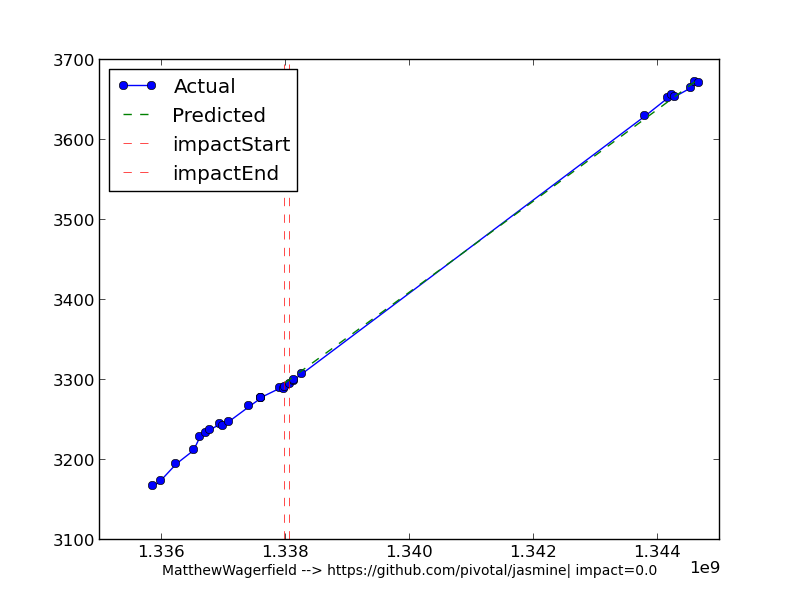 3700
3600
3500
3400
3300
3200
3100
Actual
Predicted
impactStart
impactEnd
1.336
1.338
1.340
1.342
1.344
1e9
MatthewWagerfield --> https://github.com/pivotal/jasmine| impact=0.0